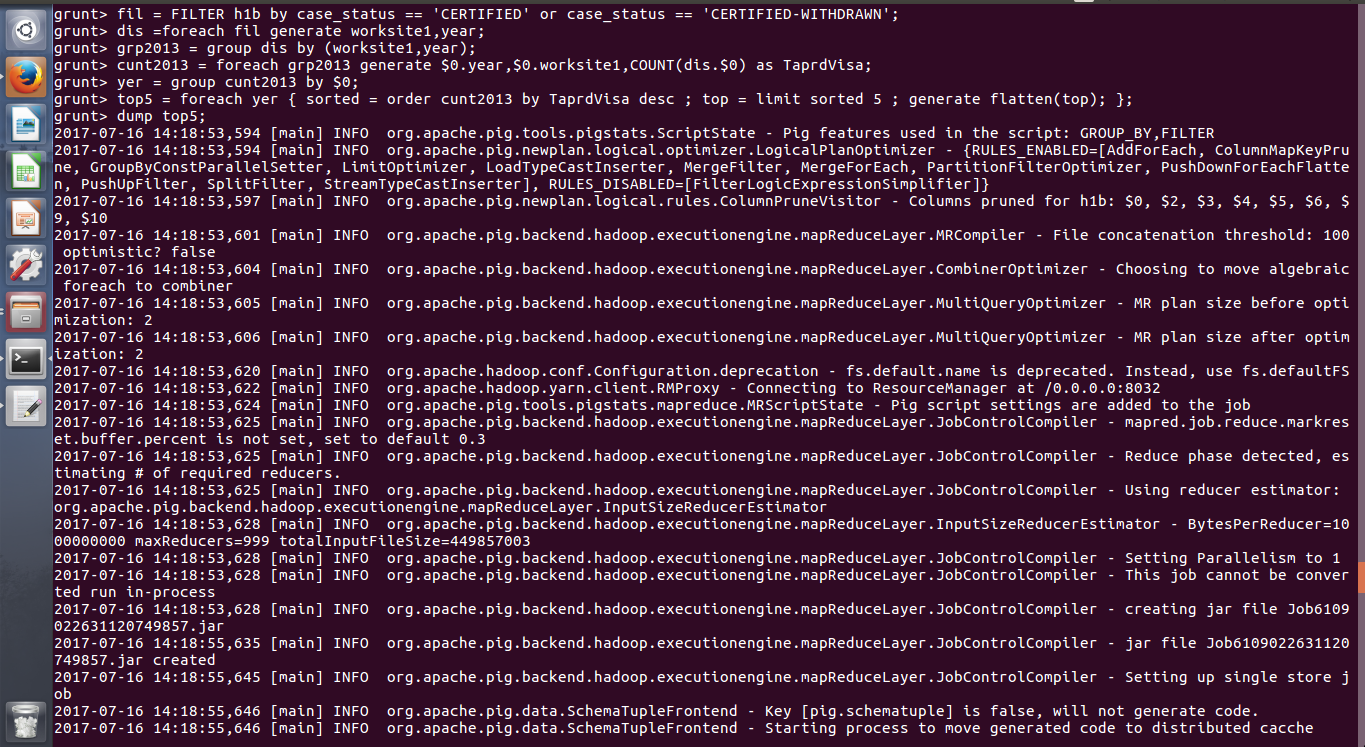 grunt> fil = FILTER h1b by case_status == 'CERTIFIED' or case_status == 'CERTIFIED-WITHDRAWN';
grunt> dis =foreach fil generate worksite1,year;
grunt> grp2013 = group dis by (worksite1,year);
grunt> cunt2013 = foreach grp2013 generate $0.year,$0.worksite1,COUNT(dis.$0) as TaprdVisa;
grunt> yer = group cunt2013 by $0;
grunt> top5 = foreach yer { sorted = order cunt2013 by TaprdVisa desc ; top = limit sorted 5 ; generate flatten(top); };
grunt> dump top5;
2017-07-16 14:18:53,594 [main] INFO  org.apache.pig.tools.pigstats.ScriptState - Pig features used in the script: GROUP_BY,FILTER
2017-07-16 14:18:53,594 [main] INFO  org.apache.pig.newplan.logical.optimizer.LogicalPlanOptimizer - {RULES_ENABLED=[AddForEach, ColumnMapKeyPru
ne, GroupByConstParallelSetter, LimitOptimizer, LoadTypeCastInserter, MergeFilter, MergeForEach, PartitionFilterOptimizer, PushDownForEachFlatte
n, PushUpFilter, SplitFilter, StreamTypeCastInserter], RULES_DISABLED=[FilterLogicExpressionSimplifier]}
2017-07-16 14:18:53,597 [main] INFO  org.apache.pig.newplan.logical.rules.ColumnPruneVisitor - Columns pruned for h1b: $0, $2, $3, $4, $5, $6, $
9, $10
2017-07-16 14:18:53,601 [main] INFO  org.apache.pig.backend.hadoop.executionengine.mapReduceLayer.MRCompiler - File concatenation threshold: 100
 optimistic? false
2017-07-16 14:18:53,604 [main] INFO  org.apache.pig.backend.hadoop.executionengine.mapReduceLayer.CombinerOptimizer - Choosing to move algebraic
 foreach to combiner
2017-07-16 14:18:53,605 [main] INFO  org.apache.pig.backend.hadoop.executionengine.mapReduceLayer.MultiQueryOptimizer - MR plan size before opti
mization: 2
2017-07-16 14:18:53,606 [main] INFO  org.apache.pig.backend.hadoop.executionengine.mapReduceLayer.MultiQueryOptimizer - MR plan size after optim
ization: 2
2017-07-16 14:18:53,620 [main] INFO  org.apache.hadoop.conf.Configuration.deprecation - fs.default.name is deprecated. Instead, use fs.defaultFS
2017-07-16 14:18:53,622 [main] INFO  org.apache.hadoop.yarn.client.RMProxy - Connecting to ResourceManager at /0.0.0.0:8032
2017-07-16 14:18:53,624 [main] INFO  org.apache.pig.tools.pigstats.mapreduce.MRScriptState - Pig script settings are added to the job
2017-07-16 14:18:53,625 [main] INFO  org.apache.pig.backend.hadoop.executionengine.mapReduceLayer.JobControlCompiler - mapred.job.reduce.markres
et.buffer.percent is not set, set to default 0.3
2017-07-16 14:18:53,625 [main] INFO  org.apache.pig.backend.hadoop.executionengine.mapReduceLayer.JobControlCompiler - Reduce phase detected, es
timating # of required reducers.
2017-07-16 14:18:53,625 [main] INFO  org.apache.pig.backend.hadoop.executionengine.mapReduceLayer.JobControlCompiler - Using reducer estimator:
org.apache.pig.backend.hadoop.executionengine.mapReduceLayer.InputSizeReducerEstimator
2017-07-16 14:18:53,628 [main] INFO  org.apache.pig.backend.hadoop.executionengine.mapReduceLayer.InputSizeReducerEstimator - BytesPerReducer=10
00000000 maxReducers=999 totalInputFileSize=449857003
2017-07-16 14:18:53,628 [main] INFO  org.apache.pig.backend.hadoop.executionengine.mapReduceLayer.JobControlCompiler - Setting Parallelism to 1
2017-07-16 14:18:53,628 [main] INFO  org.apache.pig.backend.hadoop.executionengine.mapReduceLayer.JobControlCompiler - This job cannot be conver
ted run in-process
2017-07-16 14:18:53,628 [main] INFO  org.apache.pig.backend.hadoop.executionengine.mapReduceLayer.JobControlCompiler - creating jar file Job6109
022631120749857.jar
2017-07-16 14:18:55,635 [main] INFO  org.apache.pig.backend.hadoop.executionengine.mapReduceLayer.JobControlCompiler - jar file Job6109022631120
749857.jar created
2017-07-16 14:18:55,645 [main] INFO  org.apache.pig.backend.hadoop.executionengine.mapReduceLayer.JobControlCompiler - Setting up single store j
ob
2017-07-16 14:18:55,646 [main] INFO  org.apache.pig.data.SchemaTupleFrontend - Key [pig.schematuple] is false, will not generate code.
2017-07-16 14:18:55,646 [main] INFO  org.apache.pig.data.SchemaTupleFrontend - Starting process to move generated code to distributed cacche